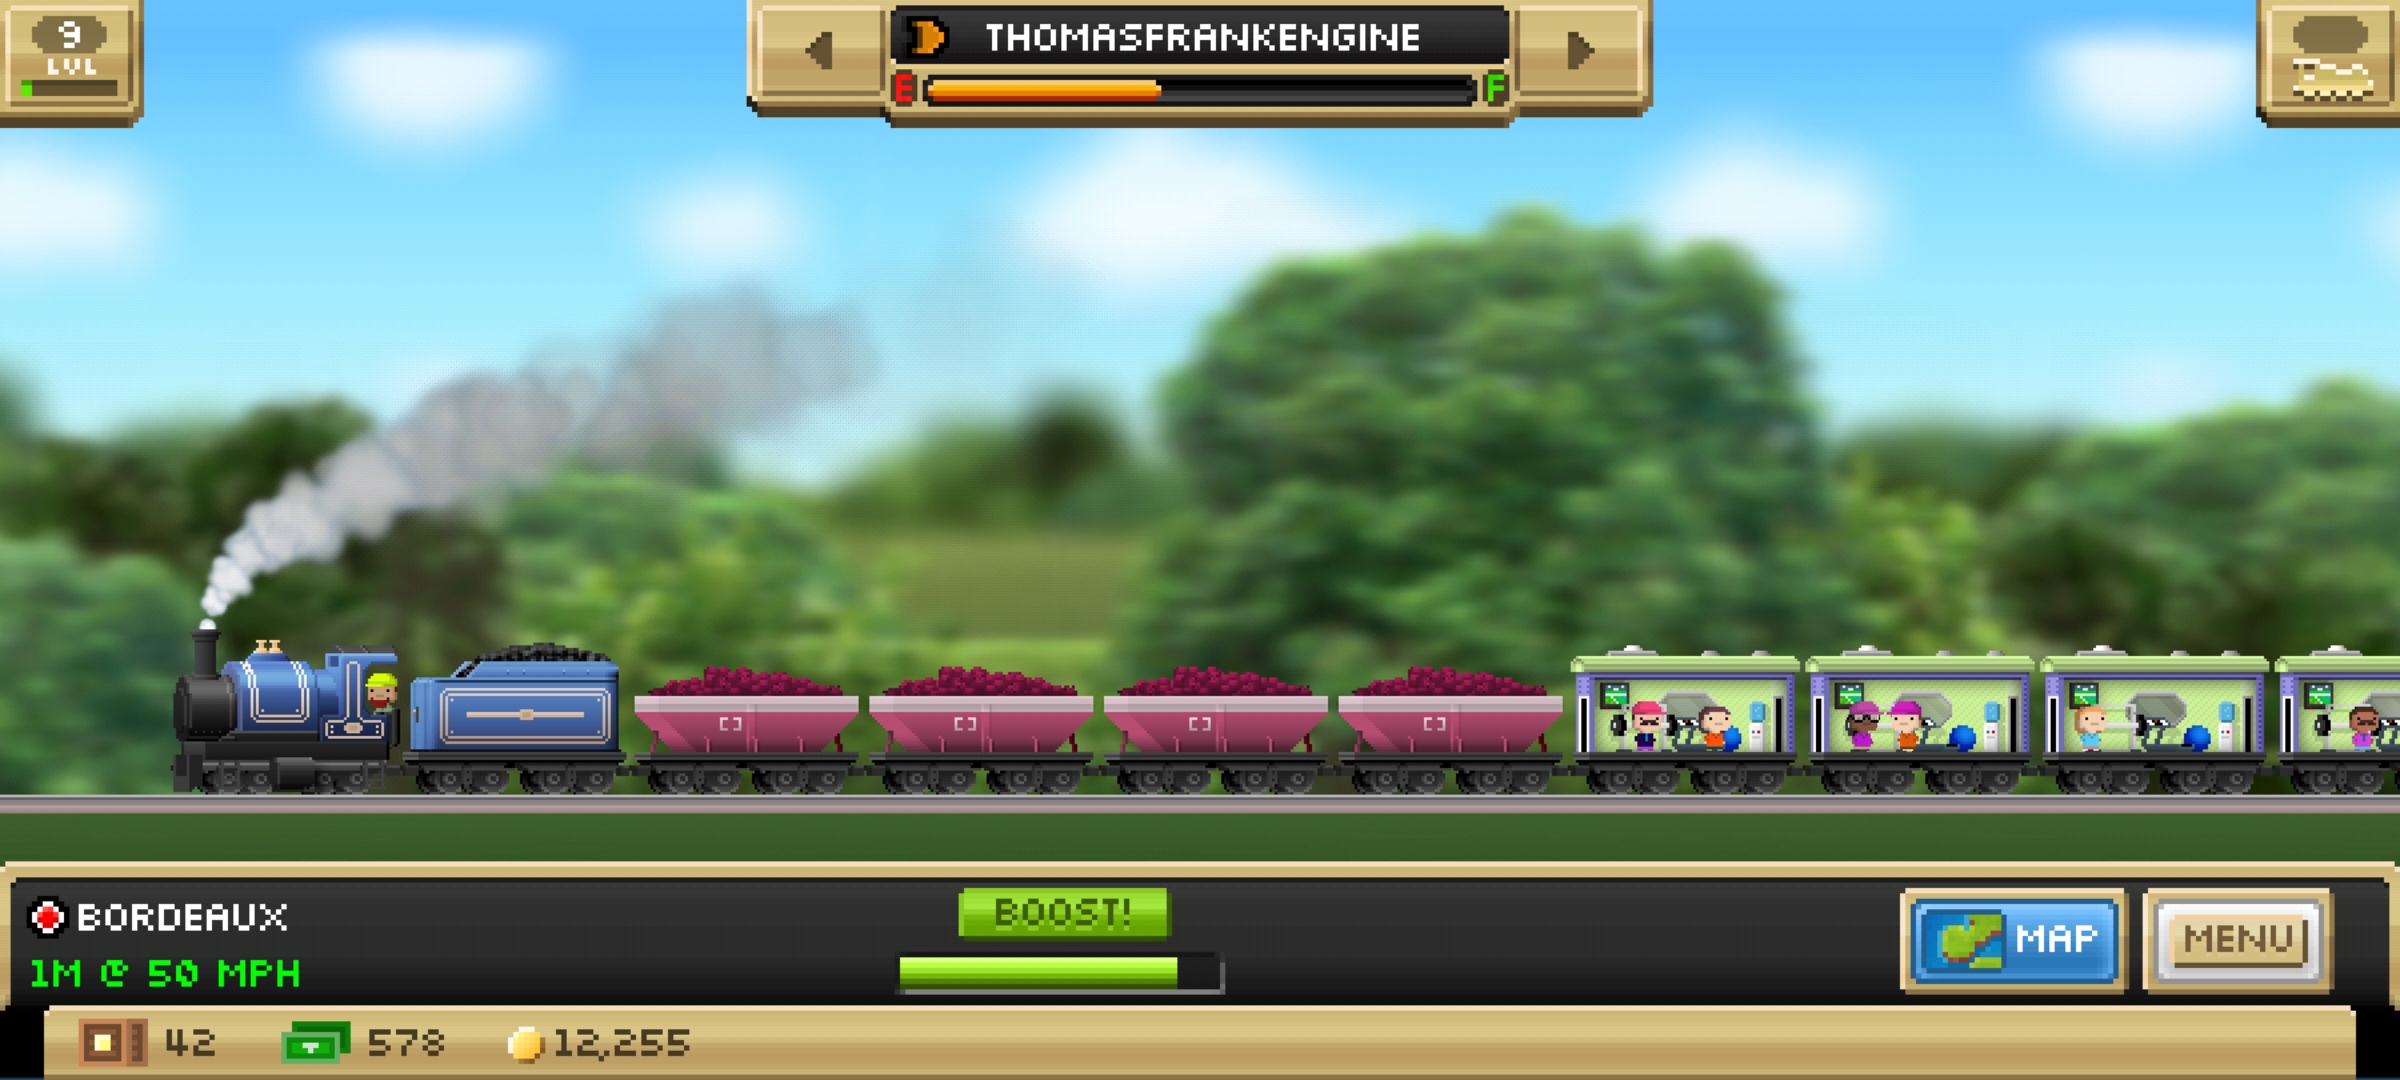 9
LVL
THOMASFRANKENGINE
E F
BORDEAUX
1M @ 50 MPH
BOOST!
MAP
MENU
42 578 12,255